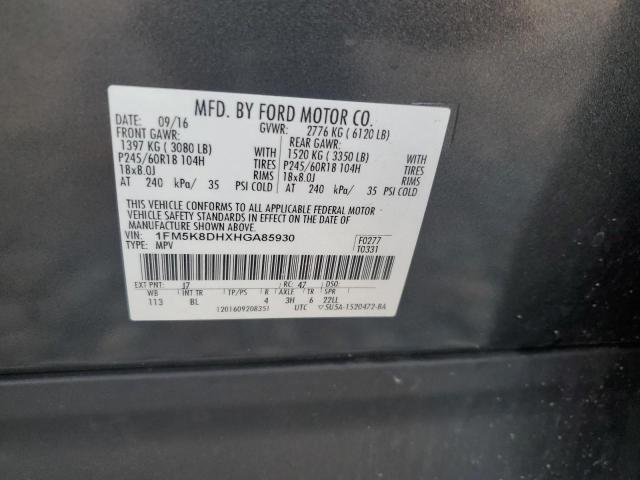 MFD. BY FORD MOTOR CO.
DATE: 09/16 GVWR: 2776 KG ( 6120 LB)
FRONT GAWR: REAR GAWR:
1397 KG ( 3080 LB) WITH 1520 KG ( 3350 LB) WITH
P245/60R18 104H TIRES P245/60R18 104H TIRES
18x8.0J RIMS 18x8.0J RIMS
AT 240 kPa/ 35 PSI COLD AT 240 kPa/ 35 PSI COLD
THIS VEHICLE CONFORMS TO ALL APPLICABLE FEDERAL MOTOR
VEHICLE SAFETY STANDARDS IN EFFECT ON THE DATE OF
MANUFACTURE SHOWN ABOVE.
VIN: 1FM5K8DHXHGA85930 F0277
TYPE: MPV T0331
EXT PNT: J7 RC: 47 DSO:
WB INT TR TP/PS R AXLE TR SPR
113 BL 4 3H 6 22LL
1201609208351 UTC ▽5U5A-1520472-BA